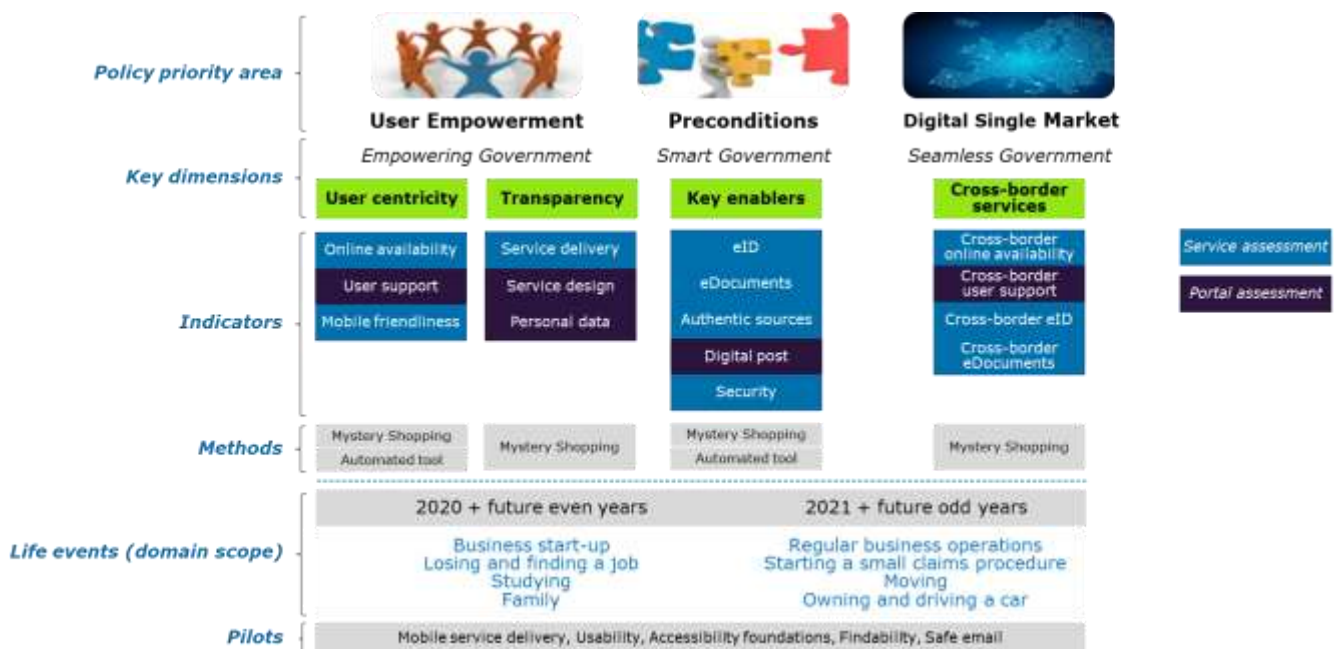 Policy priority area
User Empowerment
Preconditions
Digital Single Market
Key dimensions
Empowering Government
Smart Government
Seamless Government
User centricity
Transparency
Key enablers
Cross-border
services
Indicators
Online availability
User support
Mobile friendliness
Service delivery
Service design
Personal data
eID
eDocuments
Authentic sources
Digital post
Security
Cross-border
online availability
Cross-border
user support
Cross-border eID
Cross-border
eDocuments
Service assessment
Portal assessment
Methods
Mystery Shopping
Automated tool
Mystery Shopping
Mystery Shopping
Automated tool
Mystery Shopping
Life events (domain scope)
2020 + future even years
Business start-up
Losing and finding a job
Studying
Family
2021 + future odd years
Regular business operations
Starting a small claims procedure
Moving
Owning and driving a car
Pilots
Mobile service delivery, Usability, Accessibility foundations, Findability, Safe email